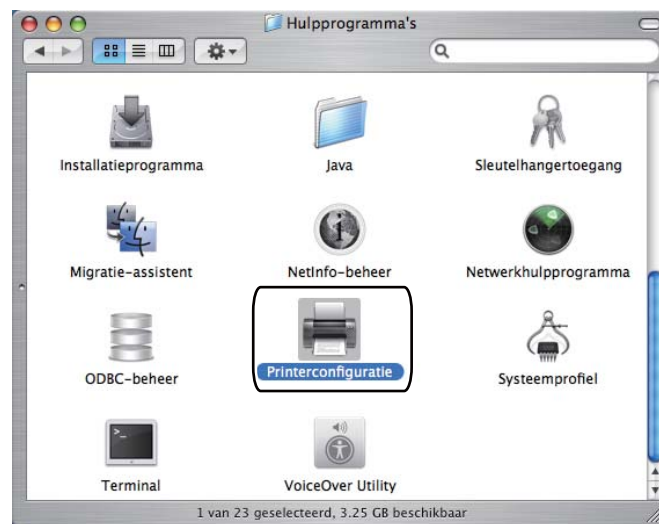 Hulpprogramma's
Installatieprogramma
Java
Sleutelhangertoegang
Migratie-assistent
NetInfo-beheer
Netwerkhulpprogramma
ODBC-beheer
Printerconfiguratie
Systeemprofiel
>_
Terminal
VoiceOver Utility
1 van 23 geselecteerd, 3.25 GB beschikbaar